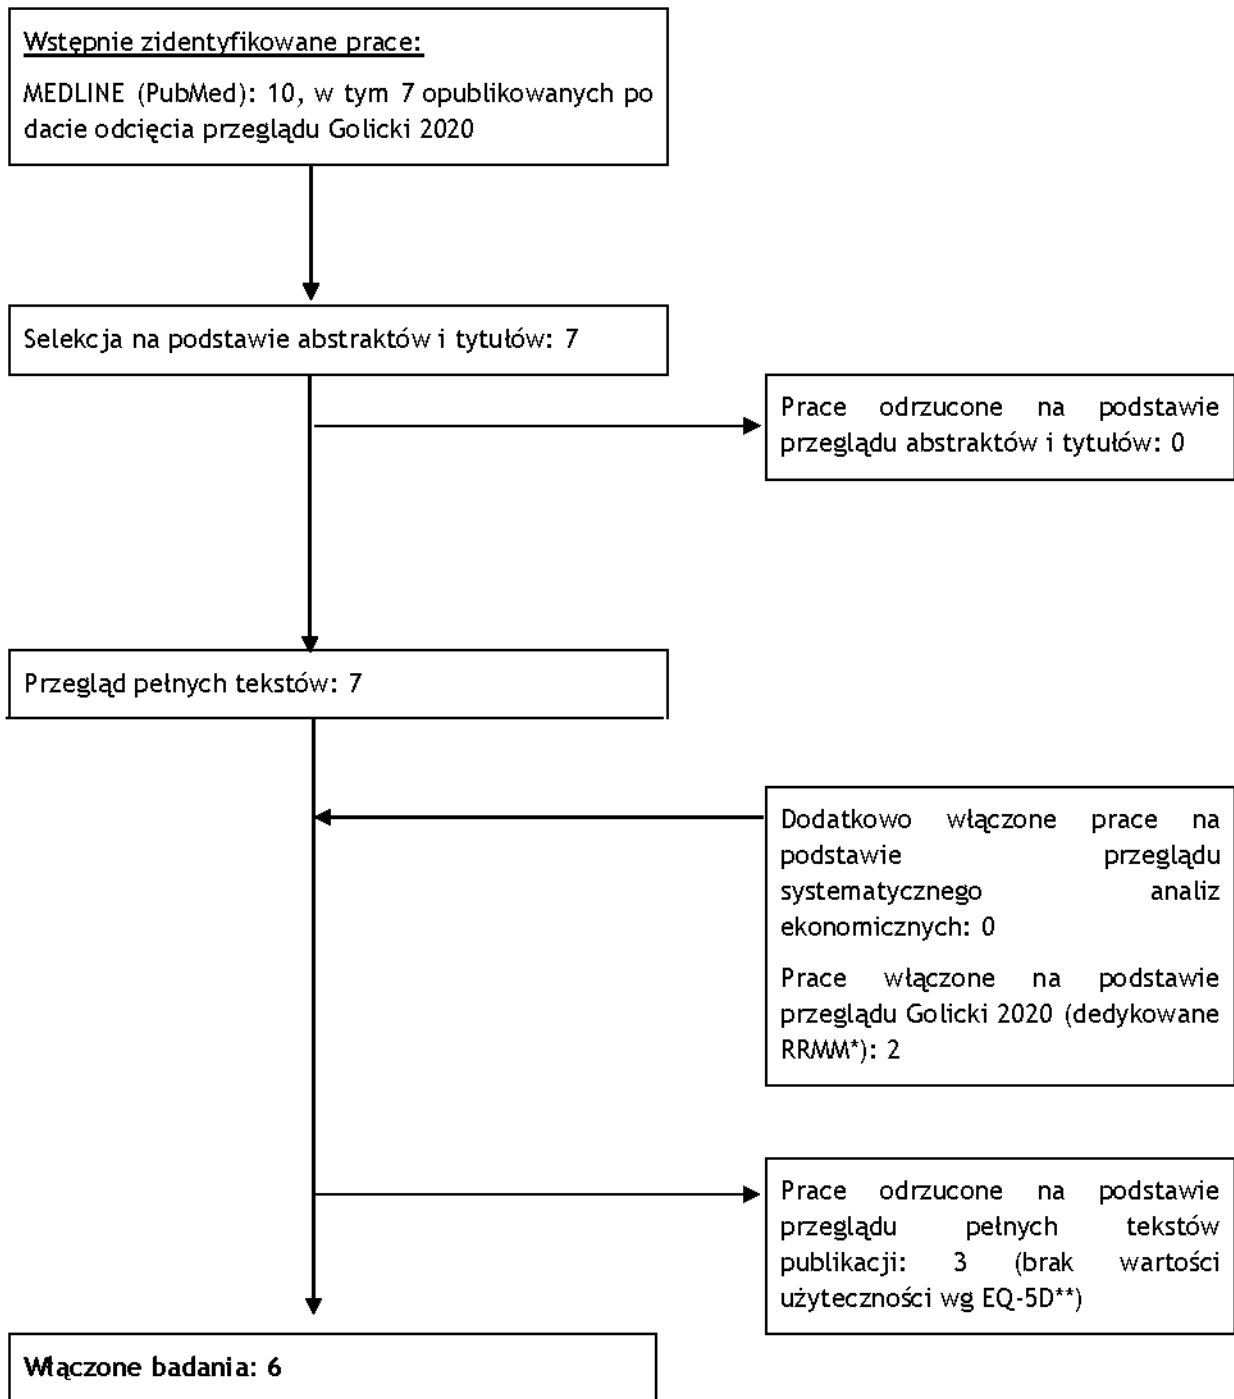 Wstępnie zidentyfikowane prace:
MEDLINE (PubMed): 10, w tym 7 opublikowanych po
dacie odcięcia przeglądu Golicki 2020
Selekcja na podstawie abstraktów i tytułów: 7
Prace odrzucone na podstawie
przeglądu abstraktów i tytułów: 0
Przegląd pełnych tekstów: 7
Dodatkowo włączone prace na
podstawie przeglądu
systematycznego analiz
ekonomicznych: 0
Prace włączone na podstawie
przeglądu Golicki 2020 (dedykowane
RRMM*): 2
Prace odrzucone na podstawie
przeglądu pełnych tekstów
publikacji: 3 (brak wartości
użyteczności wg EQ-5D**)
Włączone badania: 6